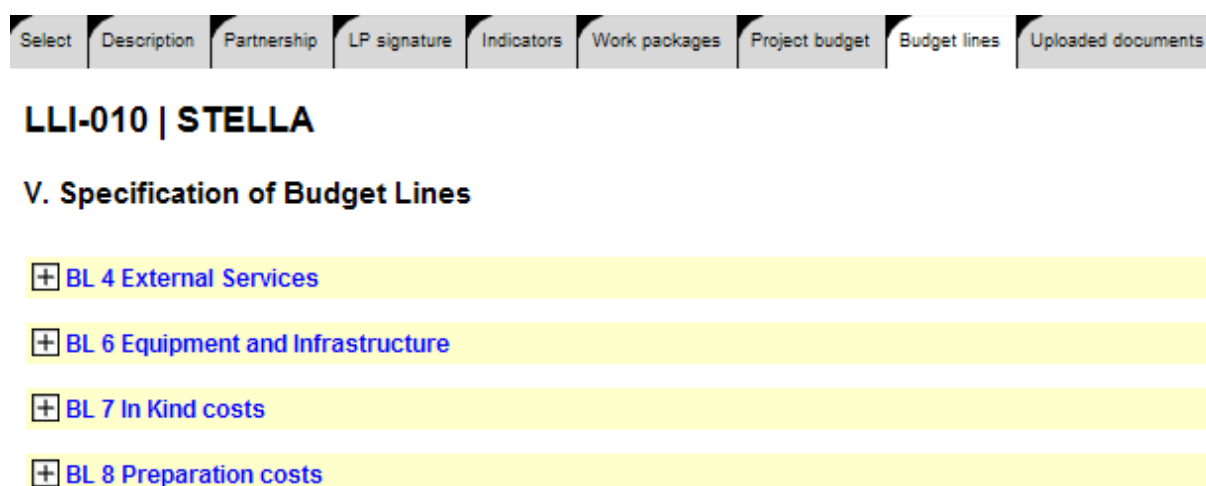 Select Description Partnership LP signature Indicators Work packages Project budget Budget lines Uploaded documents
LLI-010 | STELLA
V. Specification of Budget Lines
BL 4 External Services
BL 6 Equipment and Infrastructure
BL 7 In Kind costs
BL 8 Preparation costs